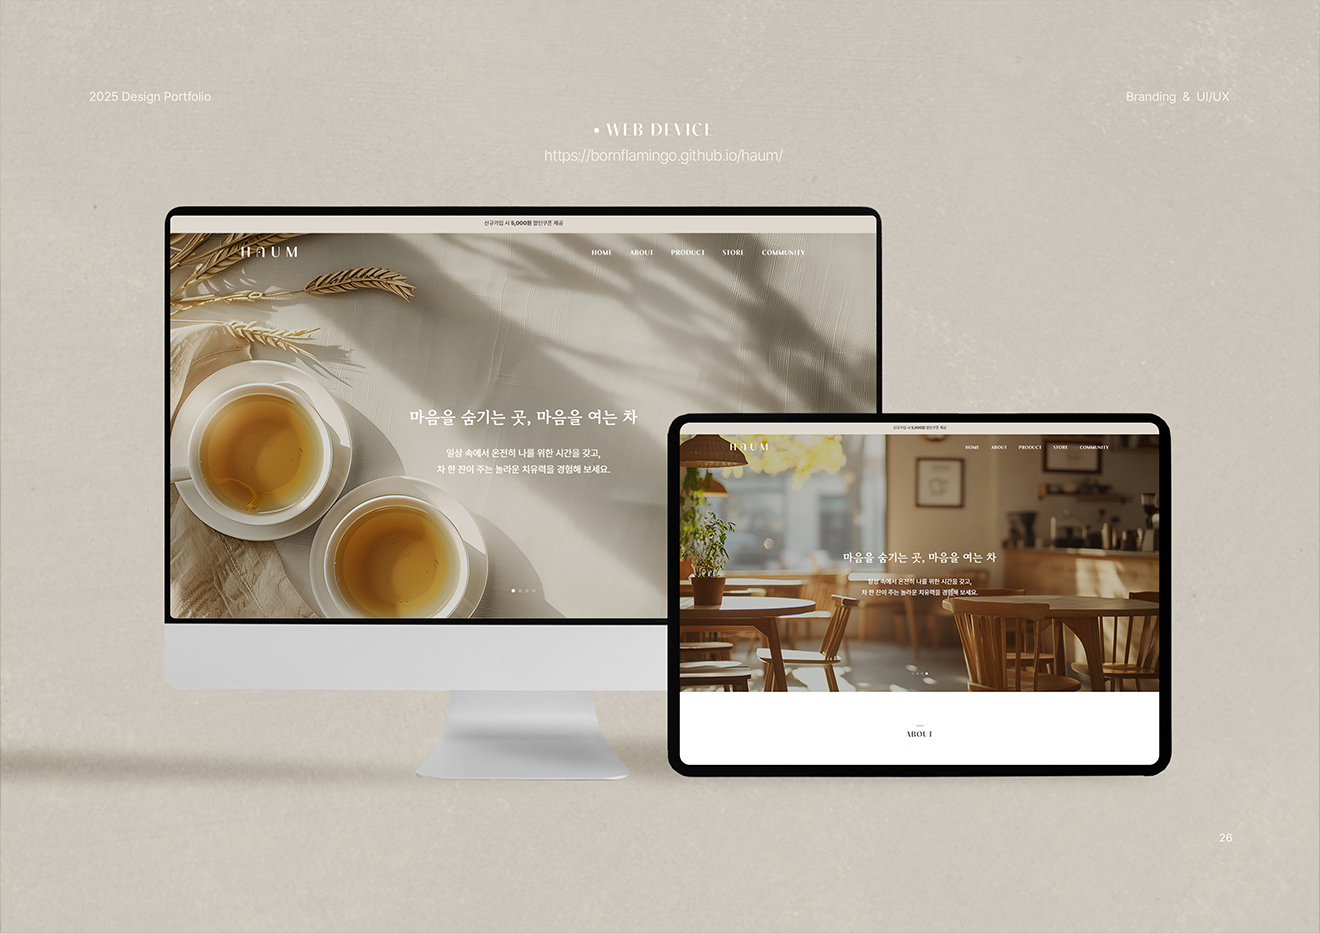 2025 Design Portfolio
Branding & UI/UX
• WEB DEVICE
https://bornflamingo.github.io/haum/
신규가입 시 5,000원 할인쿠폰 제공
HAUM
HOME ABOUT PRODUCT STORE COMMUNITY
마음을 숨기는 곳, 마음을 여는 차
일상 속에서 온전히 나를 위한 시간을 갖고,
차 한 잔이 주는 놀라운 치유력을 경험해 보세요.
신규가입 시 5,000원 할인쿠폰 제공
HAUM
HOME ABOUT PRODUCT STORE COMMUNITY
마음을 숨기는 곳, 마음을 여는 차
일상 속에서 온전히 나를 위한 시간을 갖고,
차 한 잔이 주는 놀라운 치유력을 경험해 보세요.
ABOUT
26